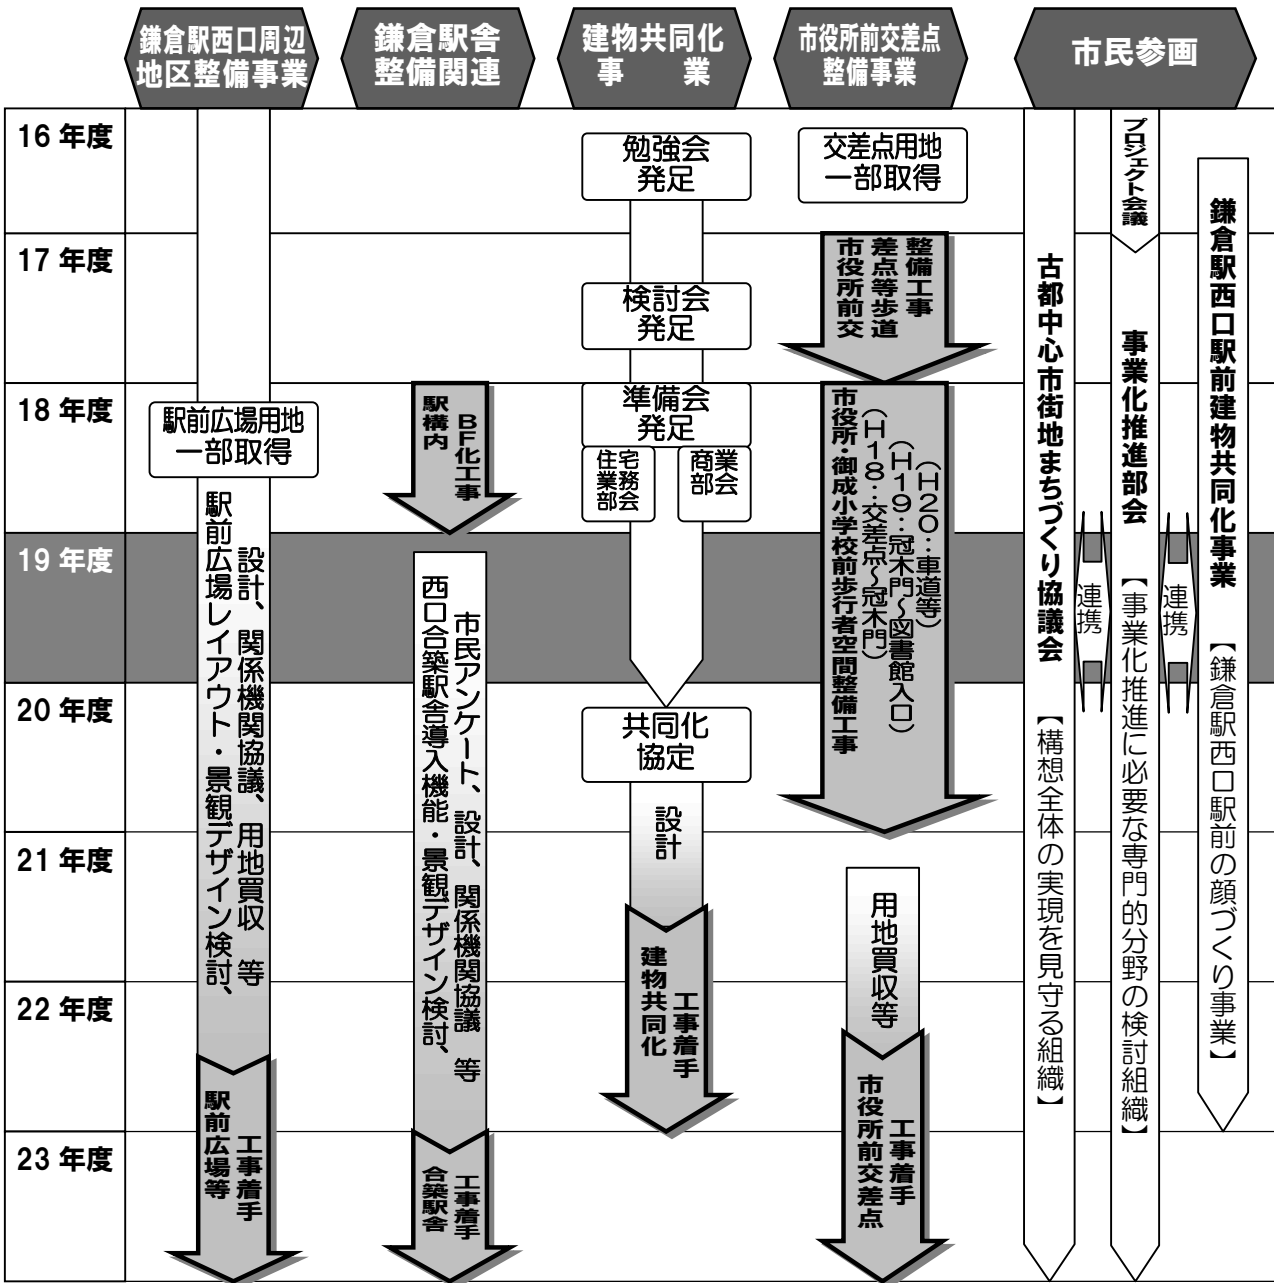 鎌倉駅西口周辺
地区整備事業
鎌倉駅舎
整備関連
建物共同化
事　　業
市役所前交差点
整備事業
市民参画
16 年度
17 年度
18 年度
19 年度
20 年度
21 年度
22 年度
23 年度
駅前広場用地
一部取得
駅前広場レイアウト・景観デザイン検討、
設計、関係機関協議、用地買収 等
駅前広場等
工事着手
駅構内
ＢＦ化工事
西口合築駅舎導入機能・景観デザイン検討、
市民アンケート、設計、関係機関協議 等
合築駅舎
工事着手
勉強会
発足
検討会
発足
準備会
発足
住宅
業務
部会
商業
部会
共同化
協定
設計
建物共同化
工事着手
交差点用地
一部取得
市役所前交
差点等歩道
整備工事
市役所・御成小学校前歩行者空間整備工事
（Ｈ１８：交差点～冠木門）
（Ｈ１９：冠木門～図書館入口）
（Ｈ２０：車道等）
用地買収等
市役所前交差点
工事着手
古都中心市街地まちづくり協議会　【構想全体の実現を見守る組織】
連携
プロジェクト会議
事業化推進部会　【事業化推進に必要な専門的分野の検討組織】
連携
鎌倉駅西口駅前建物共同化事業　【鎌倉駅西口駅前の顔づくり事業】